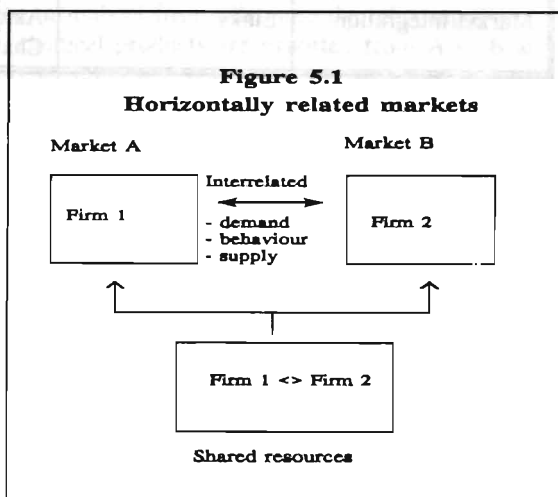 Figure 5.1
Horizontally related markets
Market A
Market B
Firm 1
Interrelated
- demand
- behaviour
- supply
Firm 2
Firm 1 <> Firm 2
Shared resources